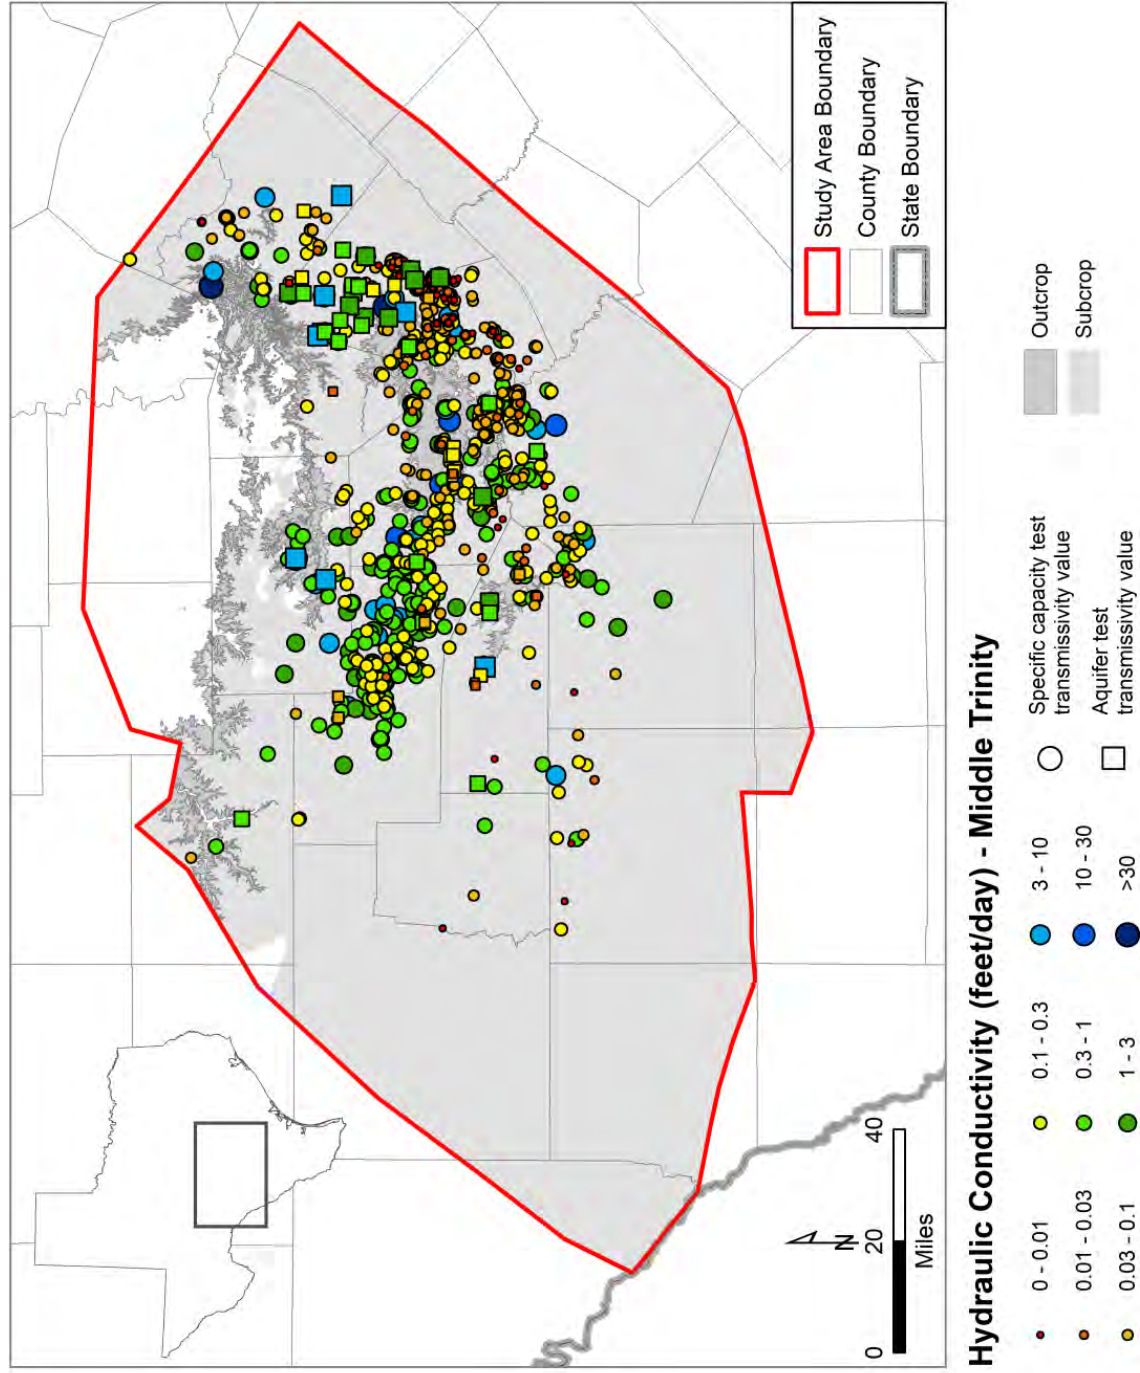 Study Area Boundary
County Boundary
State Boundary
N
0 20 40
Miles
Hydraulic Conductivity (feet/day) - Middle Trinity
0 - 0.01
0.01 - 0.03
0.03 - 0.1
0.1 - 0.3
0.3 - 1
1 - 3
3 - 10
10 - 30
>30
Specific capacity test
transmissivity value
Aquifer test
transmissivity value
Outcrop
Subcrop